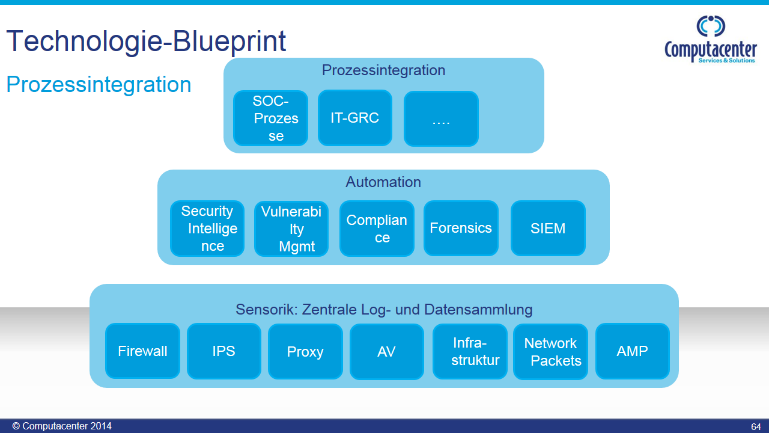 Technologie-Blueprint
Prozessintegration
Computacenter
Services & Solutions
Prozessintegration
SOC-
Prozes
se
IT-GRC
....
Automation
Security
Intellige
nce
Vulnerabi
lty
Mgmt
Complian
ce
Forensics
SIEM
Sensorik: Zentrale Log- und Datensammlung
Firewall
IPS
Proxy
AV
Infra-
struktur
Network
Packets
AMP
© Computacenter 2014
64